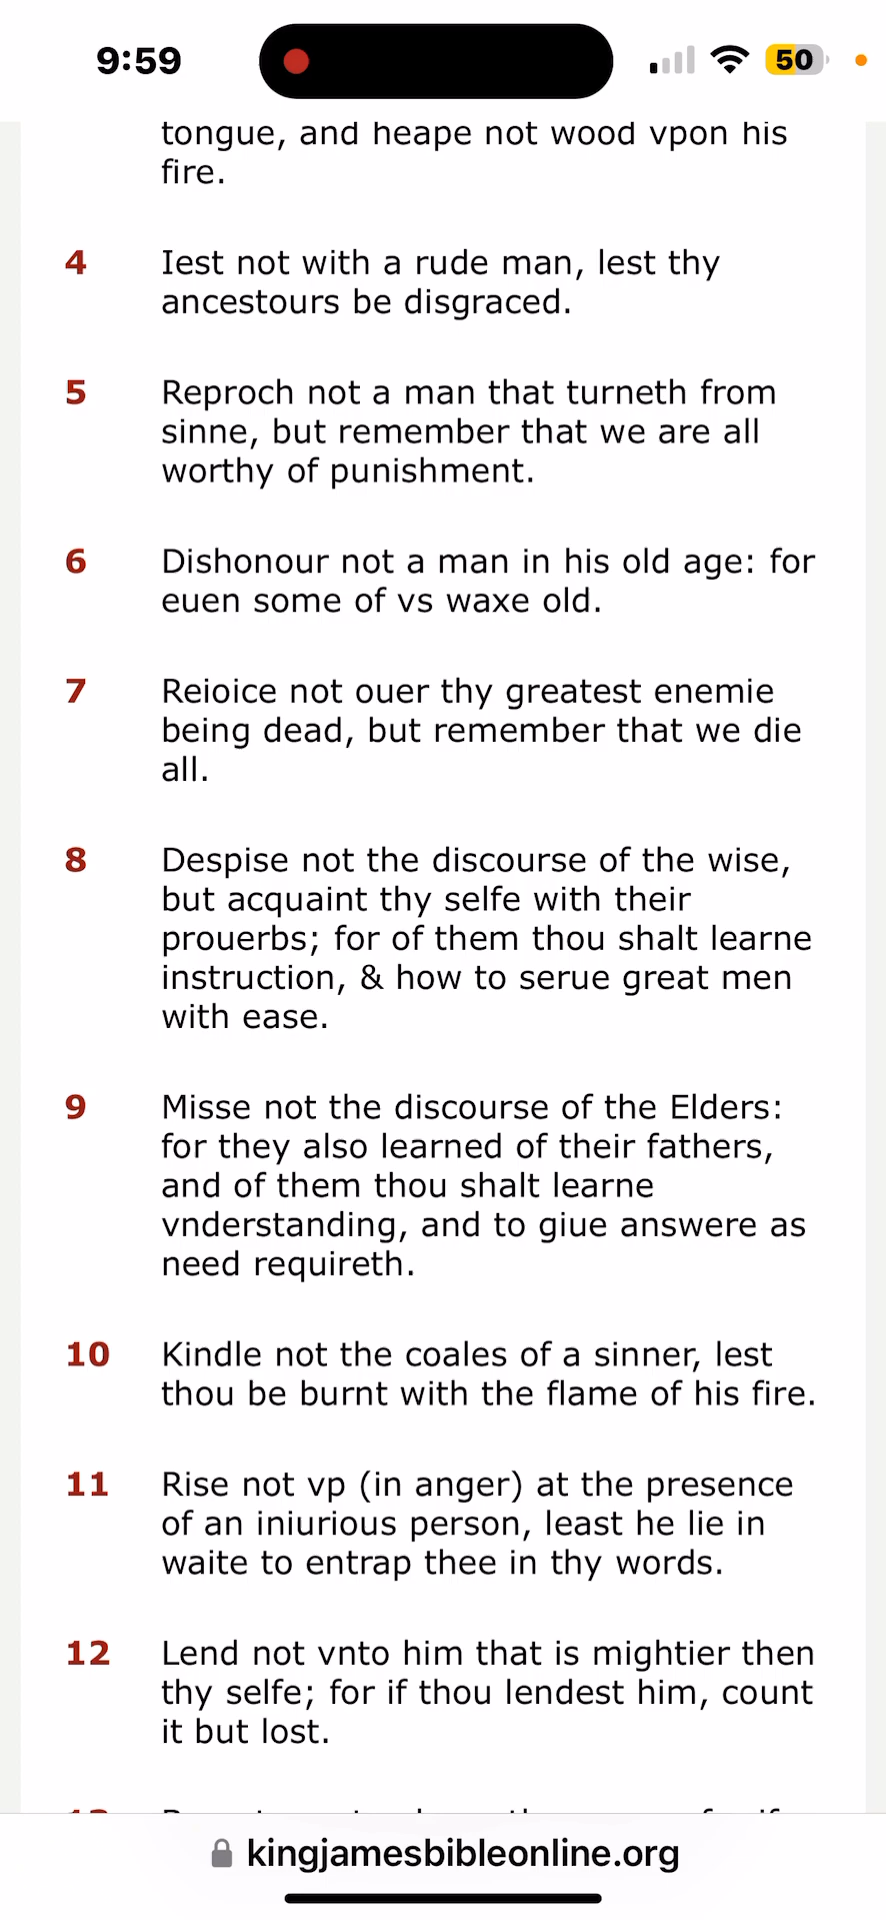 9:59
50
tongue, and heape not wood vpon his
fire.
4 Iest not with a rude man, lest thy
ancestours be disgraced.
5 Reproch not a man that turneth from
sinne, but remember that we are all
worthy of punishment.
6 Dishonour not a man in his old age: for
euen some of vs waxe old.
7 Reioice not ouer thy greatest enemie
being dead, but remember that we die
all.
8 Despise not the discourse of the wise,
but acquaint thy selfe with their
prouerbs; for of them thou shalt learne
instruction, & how to serue great men
with ease.
9 Misse not the discourse of the Elders:
for they also learned of their fathers,
and of them thou shalt learne
vnderstanding, and to giue answere as
need requireth.
10 Kindle not the coales of a sinner, lest
thou be burnt with the flame of his fire.
11 Rise not vp (in anger) at the presence
of an iniurious person, least he lie in
waite to entrap thee in thy words.
12 Lend not vnto him that is mightier then
thy selfe; for if thou lendest him, count
it but lost.
kingjamesbibleonline.org